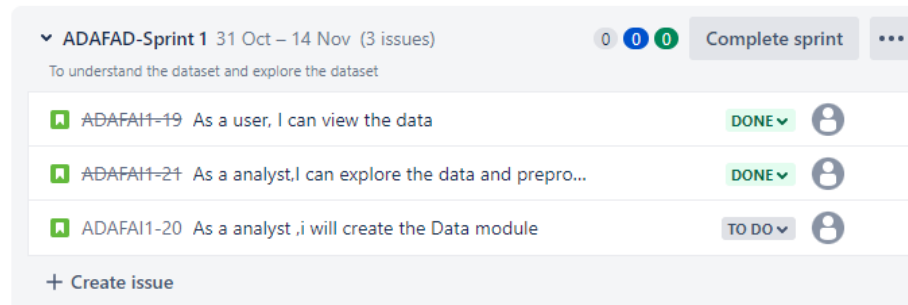 ADAFAD-Sprint 1 31 Oct – 14 Nov (3 issues) 0 0 0 Complete sprint •••
To understand the dataset and explore the dataset
ADAFAI1-19 As a user, I can view the data DONE
ADAFAI1-21 As a analyst,I can explore the data and prepro... DONE
ADAFAI1-20 As a analyst ,i will create the Data module TO DO
+ Create issue